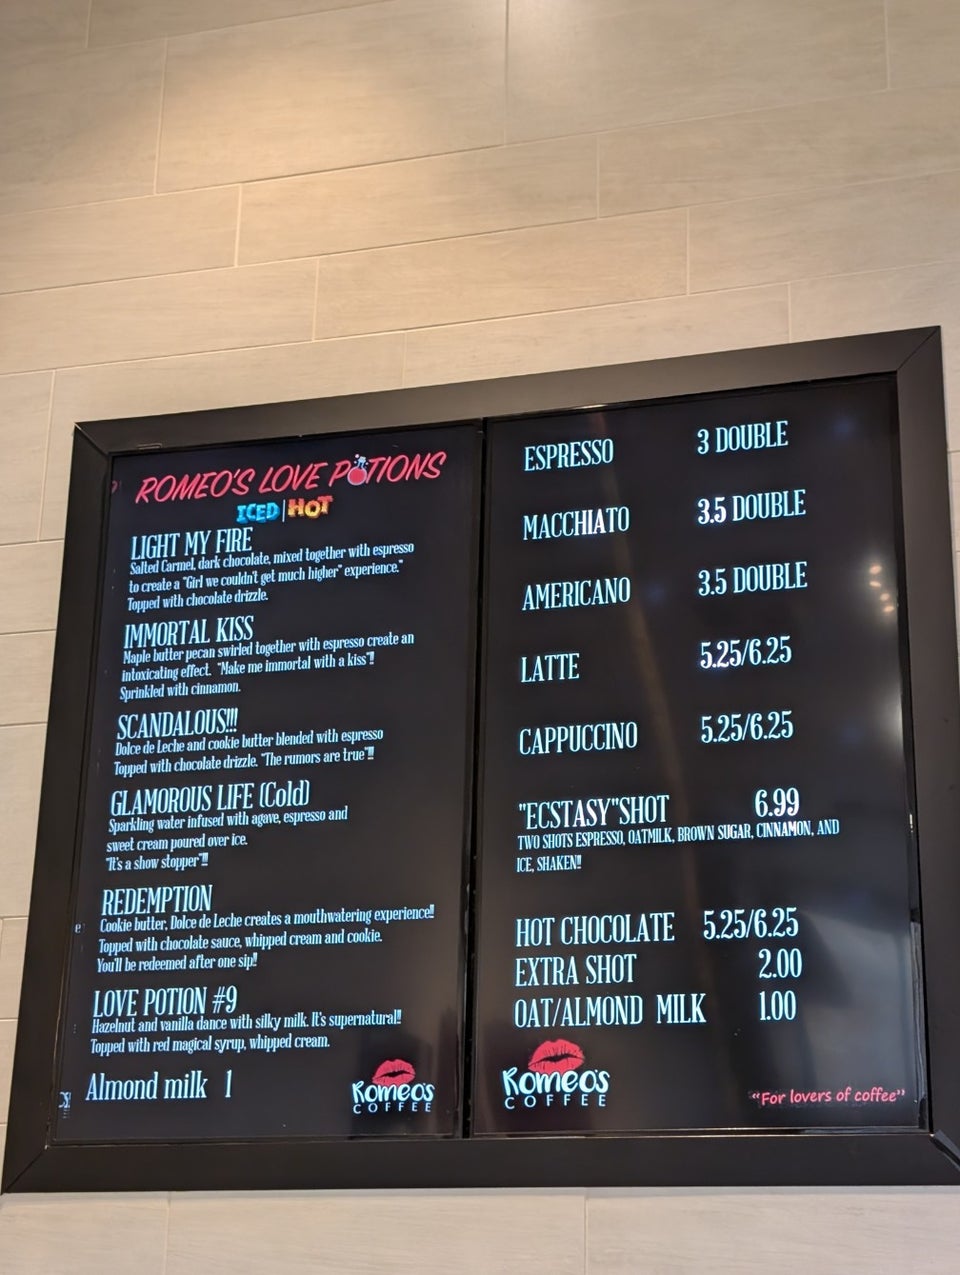 ROMEO'S LOVE POTIONS
ICED | HOT
LIGHT MY FIRE
Salted Carmel, dark chocolate, mixed together with espresso
to create a "Girl we couldn't get much higher" experience."
Topped with chocolate drizzle.
IMMORTAL KISS
Maple butter pecan swirled together with espresso create an
intoxicating effect. "Make me immortal with a kiss"!!
Sprinkled with cinnamon.
SCANDALOUS!!!
Dolce de Leche and cookie butter blended with espresso
Topped with chocolate drizzle. "The rumors are true"!!
GLAMOROUS LIFE (Cold)
Sparkling water infused with agave, espresso and
sweet cream poured over ice.
"It's a show stopper"!!
REDEMPTION
Cookie butter, Dolce de Leche creates a mouthwatering experience!!
Topped with chocolate sauce, whipped cream and cookie.
You'll be redeemed after one sip!!
LOVE POTION #9
Hazelnut and vanilla dance with silky milk. It's supernatural!!
Topped with red magical syrup, whipped cream.
Almond milk 1
Romeo's
COFFEE
ESPRESSO 3 DOUBLE
MACCHIATO 3.5 DOUBLE
AMERICANO 3.5 DOUBLE
LATTE 5.25/6.25
CAPPUCCINO 5.25/6.25
"ECSTASY"SHOT 6.99
TWO SHOTS ESPRESSO, OATMILK, BROWN SUGAR, CINNAMON, AND
ICE, SHAKEN!!
HOT CHOCOLATE 5.25/6.25
EXTRA SHOT 2.00
OAT/ALMOND MILK 1.00
Romeo's
COFFEE
"For lovers of coffee"